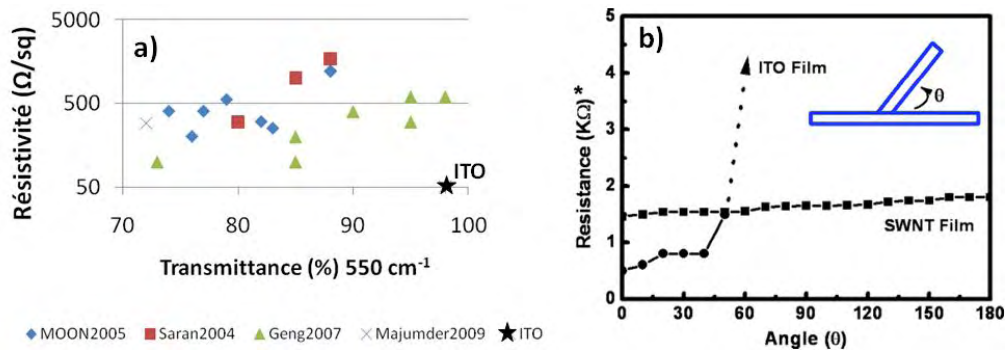 a)
Résistivité (Ω/sq)
5000
500
50
ITO
70 80 90 100
Transmittance (%) 550 cm⁻¹
MOON2005 Saran2004 Geng2007 Majumder2009 ITO
b)
Resistance (KΩ)*
5
4
3
2
1
0
ITO Film
θ
SWNT Film
0 30 60 90 120 150 180
Angle (θ)